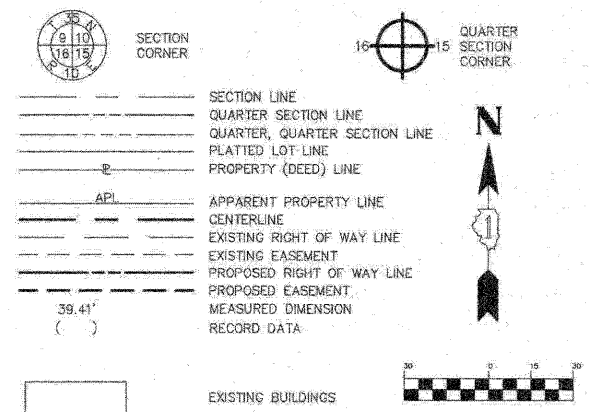 T 35 N
9 10
16 15
R E
10
SECTION
CORNER
16 15
QUARTER
SECTION
CORNER
SECTION LINE
QUARTER SECTION LINE
QUARTER, QUARTER SECTION LINE
PLATTED LOT LINE
PL PROPERTY (DEED) LINE
APL APPARENT PROPERTY LINE
CENTERLINE
EXISTING RIGHT OF WAY LINE
EXISTING EASEMENT
PROPOSED RIGHT OF WAY LINE
PROPOSED EASEMENT
39.41' MEASURED DIMENSION
( ) RECORD DATA
EXISTING BUILDINGS
N
1
30 0 15 30